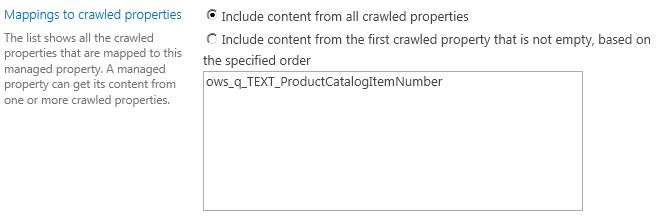 Mappings to crawled properties
The list shows all the crawled
properties that are mapped to this
managed property. A managed
property can get its content from
one or more crawled properties.
Include content from all crawled properties
Include content from the first crawled property that is not empty, based on
the specified order
ows_q_TEXT_ProductCatalogItemNumber